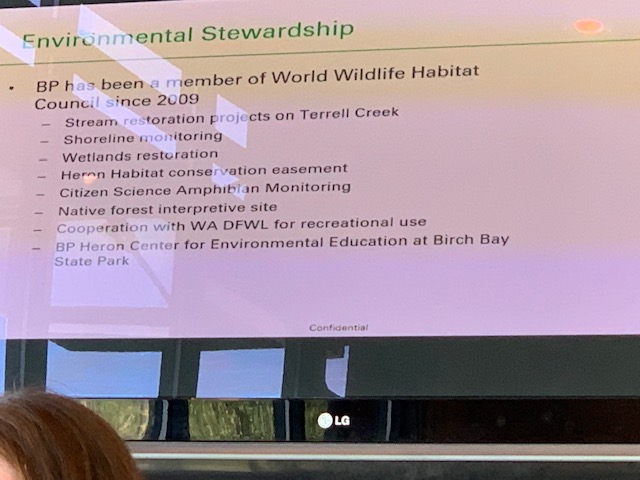 Environmental Stewardship
• BP has been a member of World Wildlife Habitat
Council since 2009
– Stream restoration projects on Terrell Creek
– Shoreline monitoring
– Wetlands restoration
– Heron Habitat conservation easement
– Citizen Science Amphibian Monitoring
– Native forest interpretive site
– Cooperation with WA DFWL for recreational use
– BP Heron Center for Environmental Education at Birch Bay
State Park
Confidential
LG